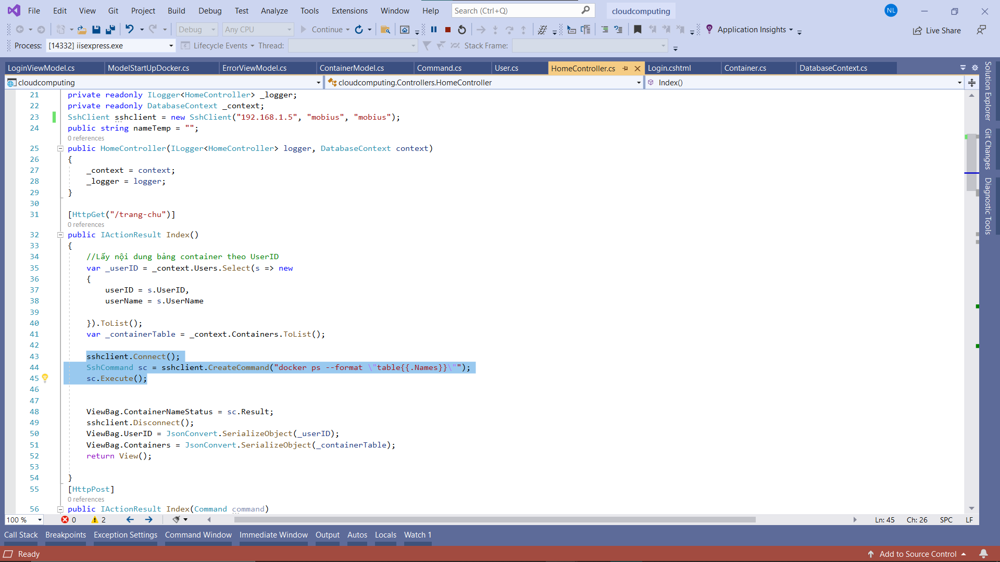 File Edit View Git Project Build Debug Test Analyze Tools Extensions Window Help Search (Ctrl+Q) cloudcomputing NL
Debug Any CPU Continue Application Insights Live Share
Process: [14332] iisexpress.exe Lifecycle Events Thread: Stack Frame:
LoginViewModel.cs ModelStartUpDocker.cs ErrorViewModel.cs ContainerModel.cs Command.cs User.cs HomeController.cs Login.cshtml Container.cs DatabaseContext.cs
cloudcomputing cloudcomputing.Controllers.HomeController Index()
21 private readonly ILogger<HomeController> _logger;
22 private readonly DatabaseContext _context;
23 SshClient sshclient = new SshClient("192.168.1.5", "mobius", "mobius");
24 public string nameTemp = "";
0 references
25 public HomeController(ILogger<HomeController> logger, DatabaseContext context)
26 {
27 _context = context;
28 _logger = logger;
29 }
30
31 [HttpGet("/trang-chu")]
0 references
32 public IActionResult Index()
33 {
34 //Lấy nội dung bảng container theo UserID
35 var _userID = _context.Users.Select(s => new
36 {
37 userID = s.UserID,
38 userName = s.UserName
39
40 }).ToList();
41 var _containerTable = _context.Containers.ToList();
42
43 sshclient.Connect();
44 SshCommand sc = sshclient.CreateCommand("docker ps --format \"table{{.Names}}\"");
45 sc.Execute();
46
47
48 ViewBag.ContainerNameStatus = sc.Result;
49 sshclient.Disconnect();
50 ViewBag.UserID = JsonConvert.SerializeObject(_userID);
51 ViewBag.Containers = JsonConvert.SerializeObject(_containerTable);
52 return View();
53
54 }
55 [HttpPost]
0 references
56 public IActionResult Index(Command command)
100 % 0 2 Ln: 45 Ch: 26 SPC LF
Call Stack Breakpoints Exception Settings Command Window Immediate Window Output Autos Locals Watch 1
Ready Add to Source Control
Solution Explorer
Git Changes
Diagnostic Tools